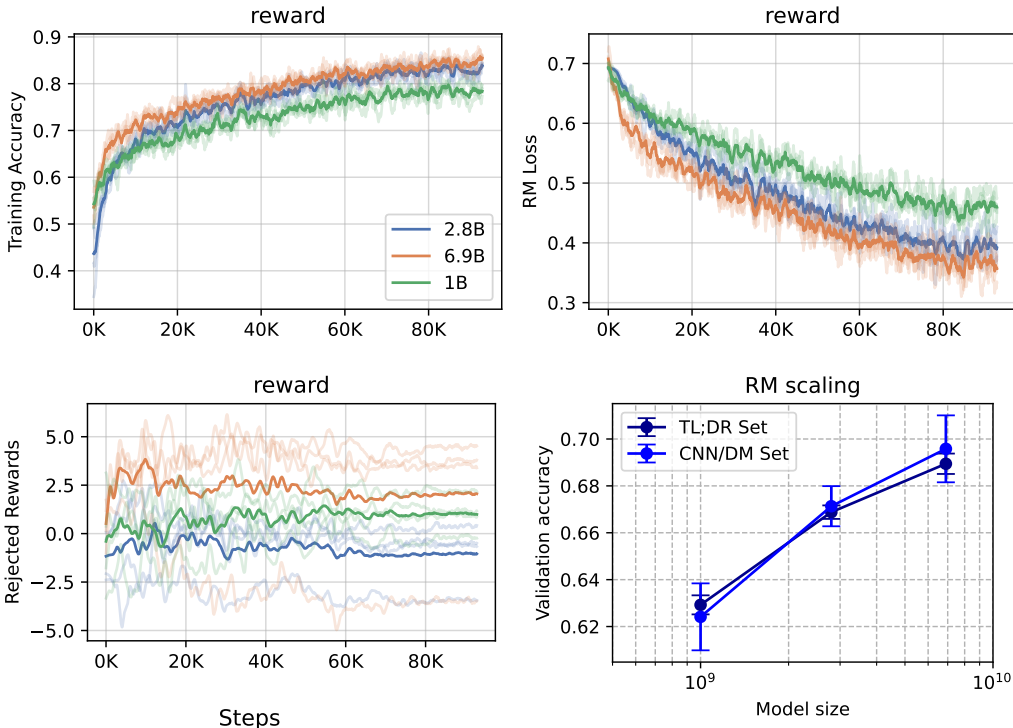 reward
Training Accuracy
0.9
0.8
0.7
0.6
0.5
0.4
0K 20K 40K 60K 80K
2.8B
6.9B
1B
reward
RM Loss
0.7
0.6
0.5
0.4
0.3
0K 20K 40K 60K 80K
reward
Rejected Rewards
5.0
2.5
0.0
−2.5
−5.0
0K 20K 40K 60K 80K
Steps
RM scaling
Validation accuracy
0.70
0.68
0.66
0.64
0.62
TL;DR Set
CNN/DM Set
10⁹ 10¹⁰
Model size